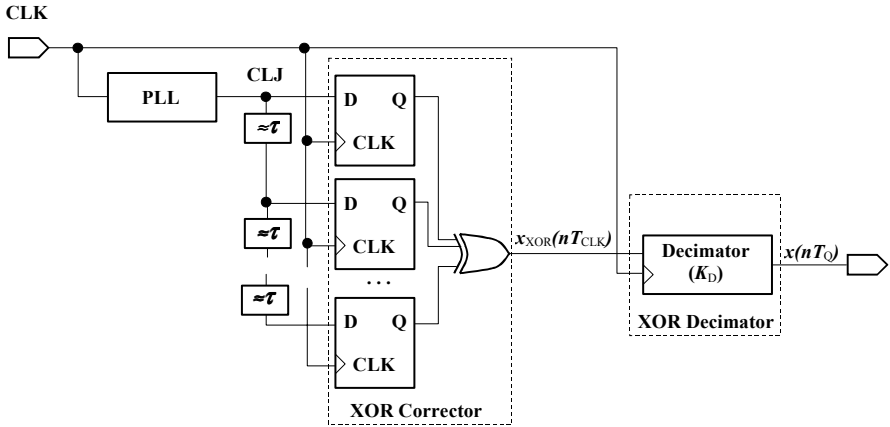 CLK
PLL
CLJ
≈τ
≈τ
≈τ
D Q
CLK
D Q
CLK
...
D Q
CLK
XOR Corrector
xXOR(nTCLK)
Decimator
(KD)
XOR Decimator
x(nTQ)